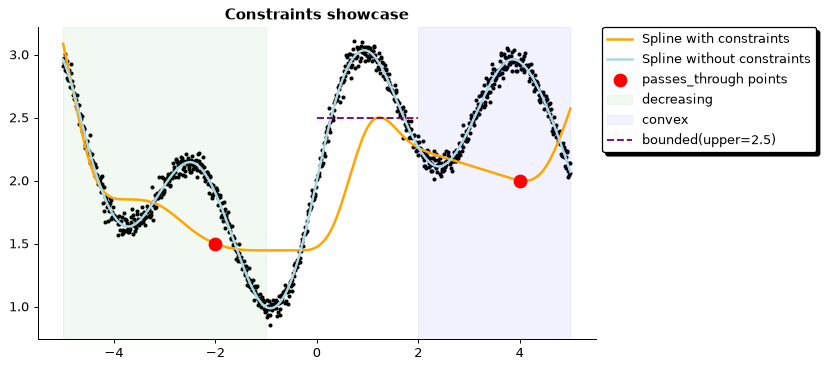 Constraints showcase
3.0
2.5
2.0
1.5
1.0
−4
−2
0
2
4
Spline with constraints
Spline without constraints
passes_through points
decreasing
convex
bounded(upper=2.5)